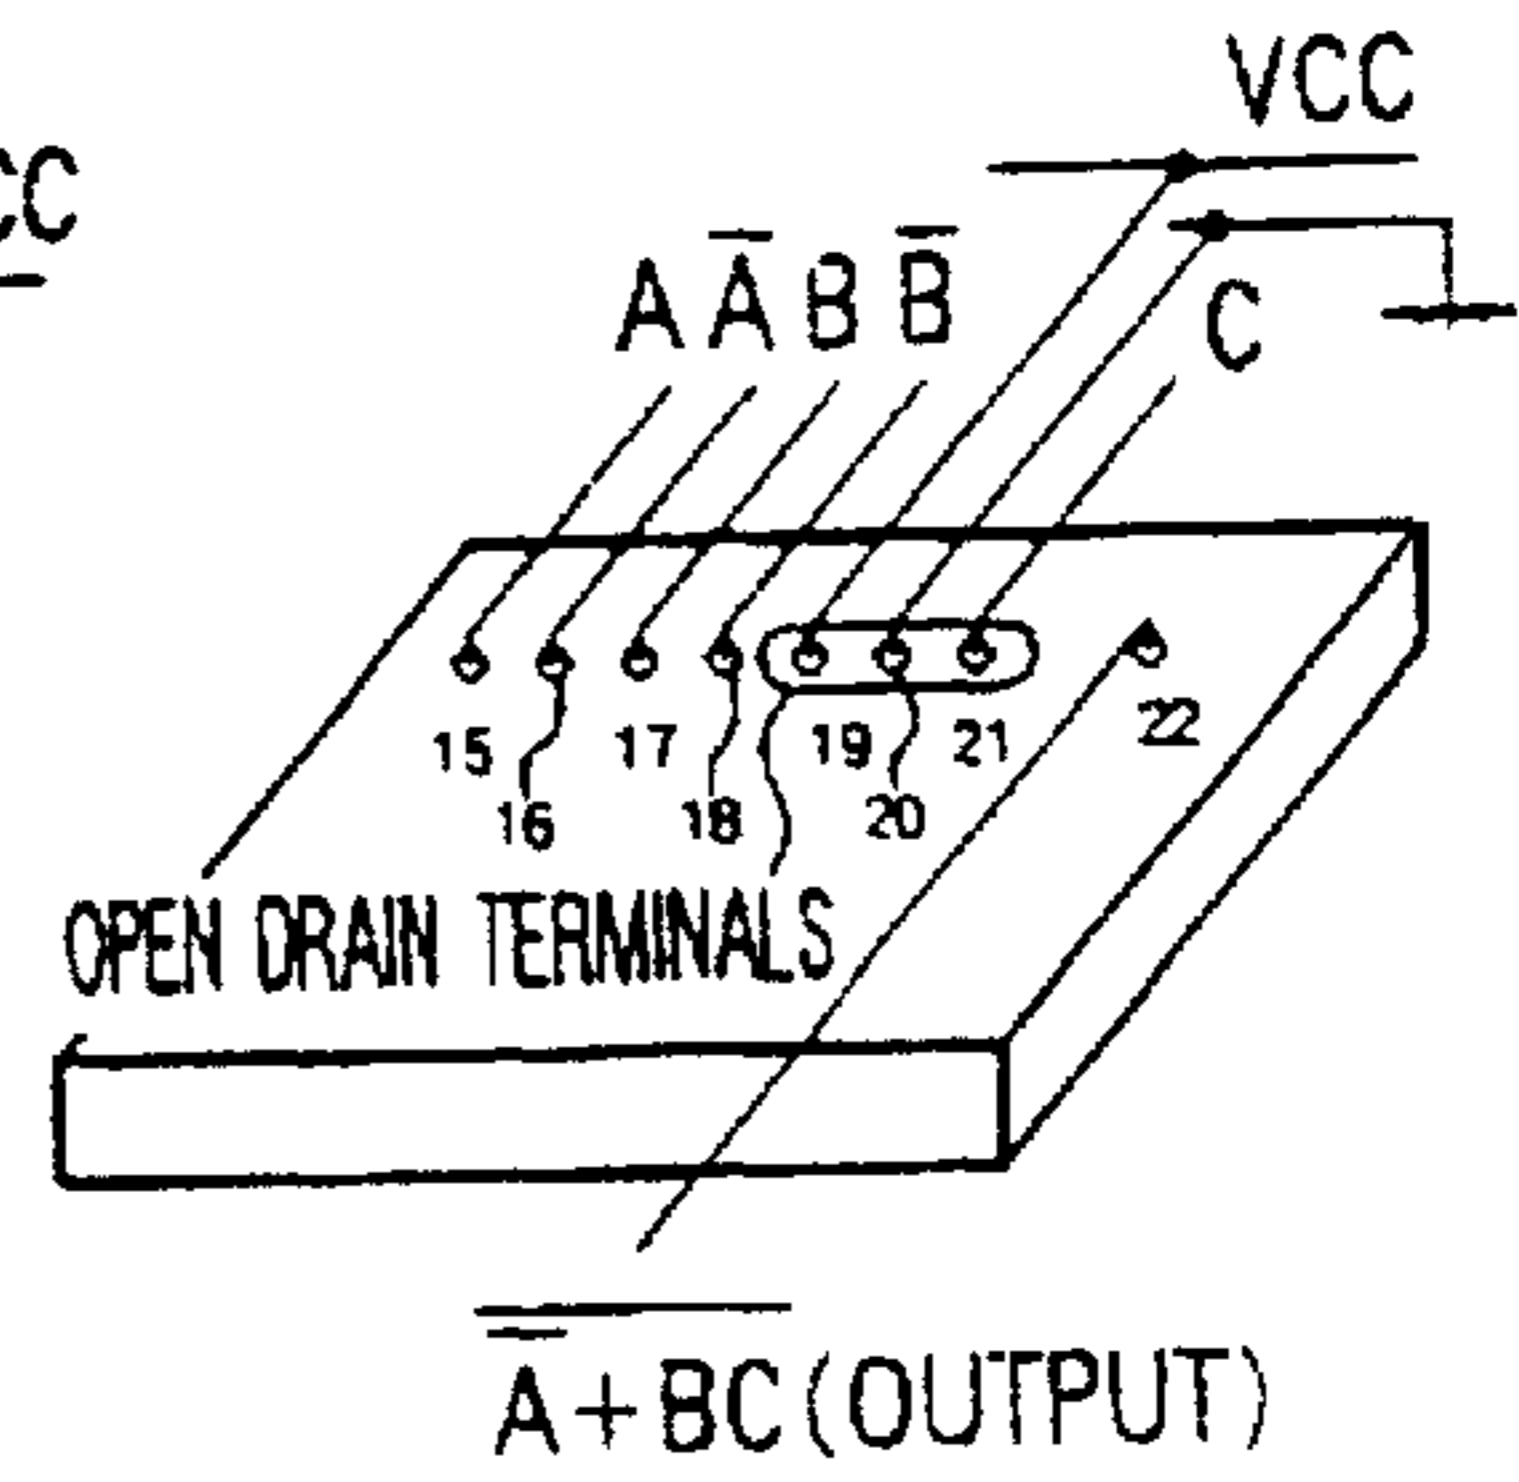 VCC
CC
A A̅ B B̅
C
15 17 19 21 22
16 18 20
OPEN DRAIN TERMINALS
A̅+BC (OUTPUT)